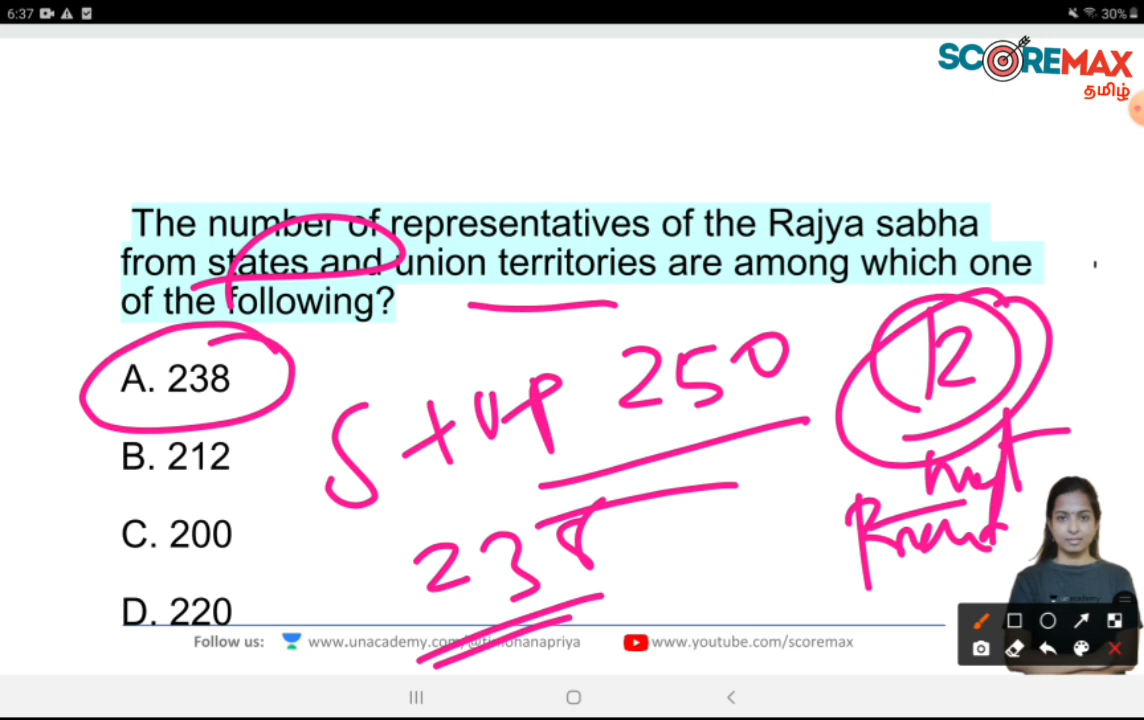 6:37
30%
SCOREMAX
தமிழ்
The number of representatives of the Rajya sabha
from states and union territories are among which one
of the following?
A. 238
B. 212
C. 200
D. 220
S + UP 250
12
238
Follow us: www.unacademy.com/@ www.youtube.com/scoremax